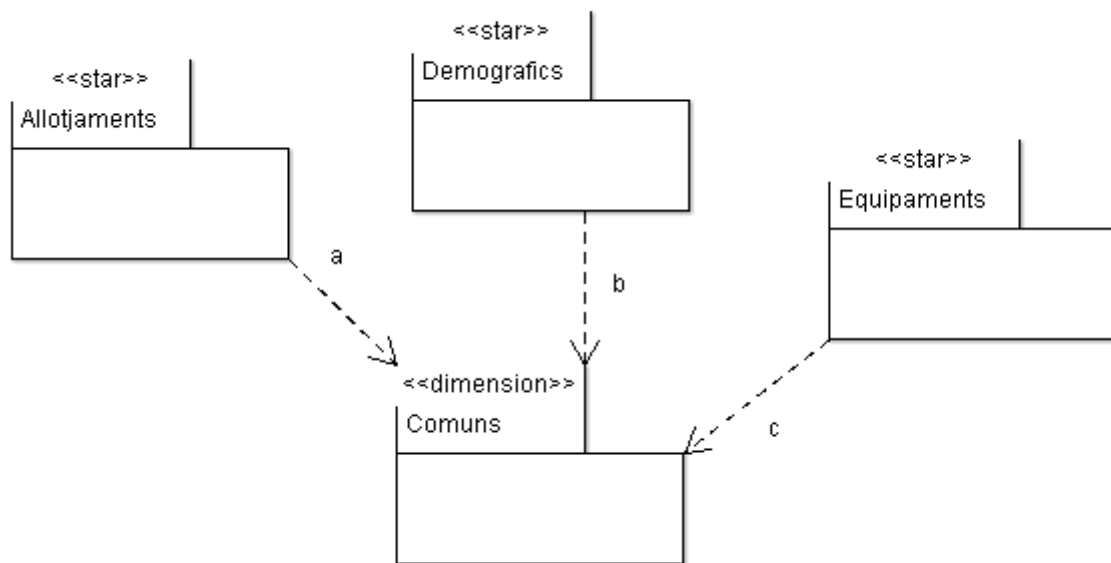 <<star>>
Allotjaments
<<star>>
Demografics
<<star>>
Equipaments
a
b
c
<<dimension>>
Comuns